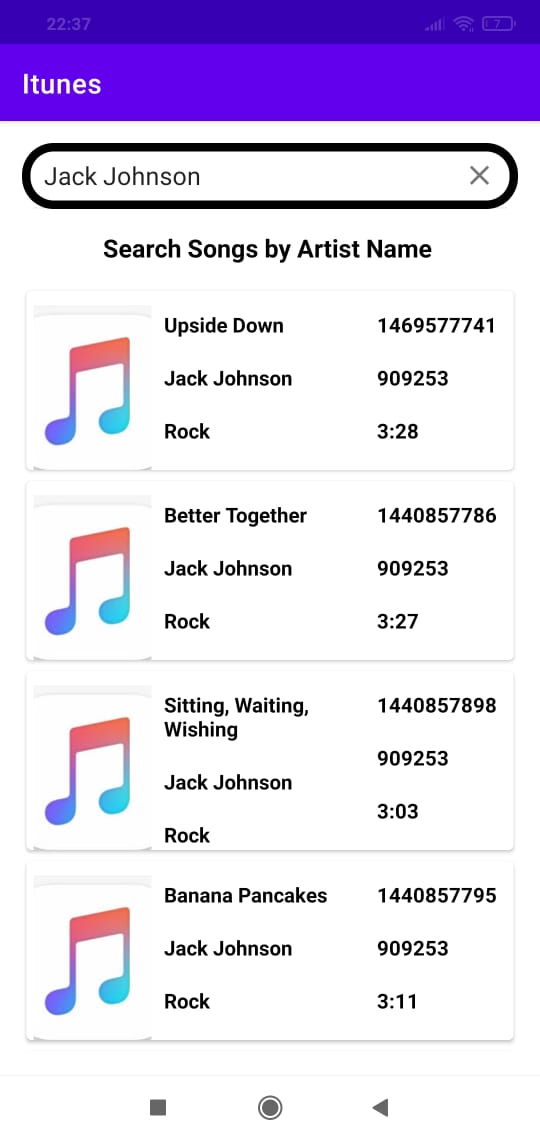 22:37
7
Itunes
Jack Johnson
Search Songs by Artist Name
Upside Down
1469577741
Jack Johnson
909253
Rock
3:28
Better Together
1440857786
Jack Johnson
909253
Rock
3:27
Sitting, Waiting,
Wishing
1440857898
909253
Jack Johnson
3:03
Rock
Banana Pancakes
1440857795
Jack Johnson
909253
Rock
3:11